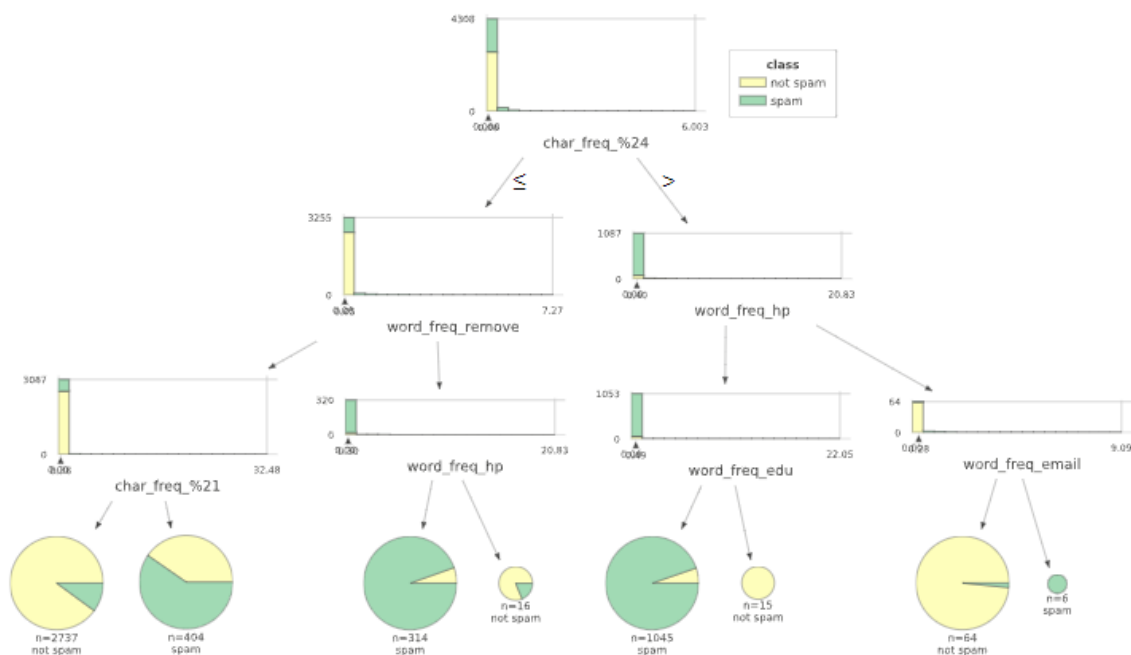 4308
class
not spam
spam
0
6.003
char_freq_%24
≤ >
3255
0
7.27
word_freq_remove
1087
0
20.83
word_freq_hp
3087
0
32.48
char_freq_%21
320
0
20.83
word_freq_hp
1053
0
22.05
word_freq_edu
64
0
9.09
word_freq_email
n=2737
not spam
n=404
spam
n=314
spam
n=16
not spam
n=1045
spam
n=15
not spam
n=64
not spam
n=6
spam